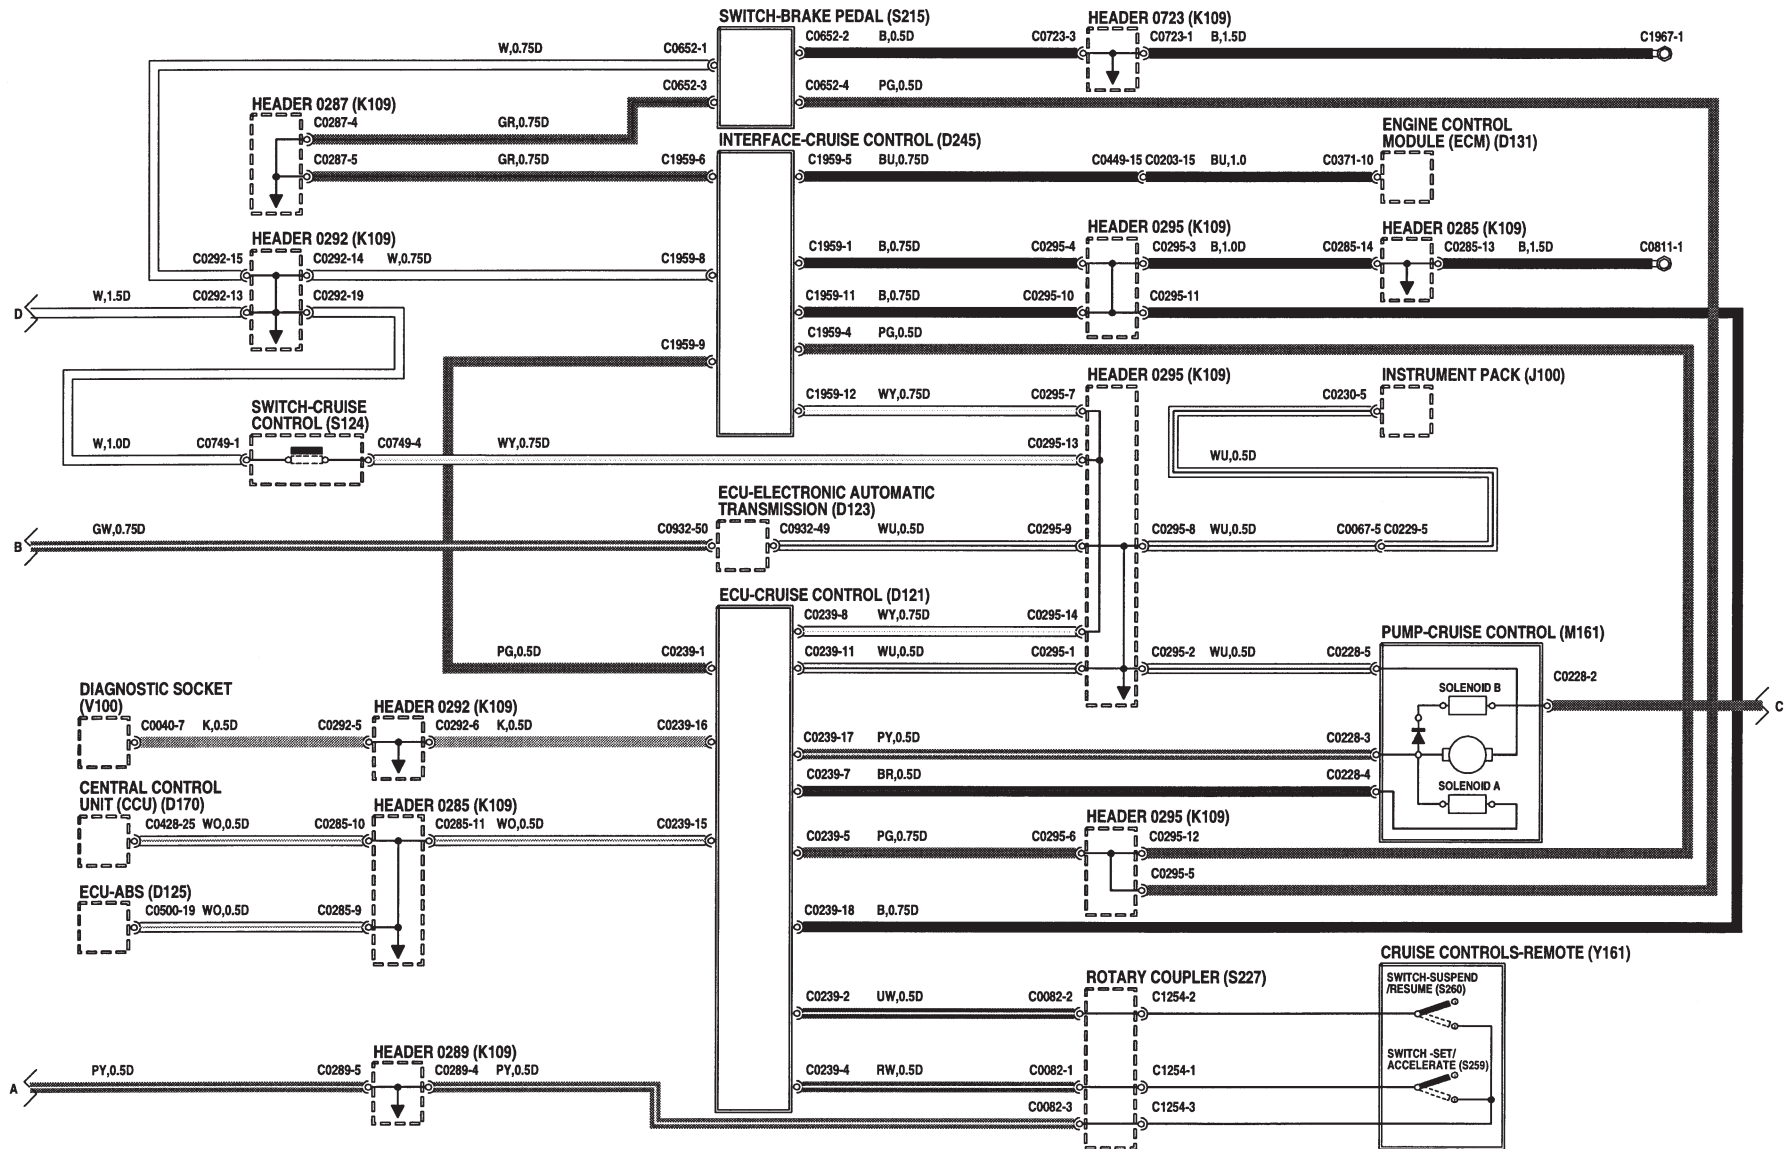 SWITCH-BRAKE PEDAL (S215)
HEADER 0723 (K109)
W,0.75D
C0652-1
C0652-2
B,0.5D
C0723-3
C0723-1
B,1.5D
C1967-1
C0652-3
C0652-4
PG,0.5D
HEADER 0287 (K109)
C0287-4
GR,0.75D
INTERFACE-CRUISE CONTROL (D245)
ENGINE CONTROL
MODULE (ECM) (D131)
C0287-5
GR,0.75D
C1959-6
C1959-5
BU,0.75D
C0449-15
C0203-15
BU,1.0
C0371-10
HEADER 0292 (K109)
HEADER 0295 (K109)
HEADER 0285 (K109)
C0292-15
C0292-14
W,0.75D
C1959-8
C1959-1
B,0.75D
C0295-4
C0295-3
B,1.0D
C0285-14
C0285-13
B,1.5D
C0811-1
D
W,1.5D
C0292-13
C0292-19
C1959-11
B,0.75D
C0295-10
C0295-11
C1959-9
C1959-4
PG,0.5D
HEADER 0295 (K109)
INSTRUMENT PACK (J100)
C1959-12
WY,0.75D
C0295-7
C0230-5
SWITCH-CRUISE
CONTROL (S124)
W,1.0D
C0749-1
C0749-4
WY,0.75D
C0295-13
WU,0.5D
ECU-ELECTRONIC AUTOMATIC
TRANSMISSION (D123)
B
GW,0.75D
C0932-50
C0932-49
WU,0.5D
C0295-9
C0295-8
WU,0.5D
C0067-5
C0229-5
ECU-CRUISE CONTROL (D121)
C0239-8
WY,0.75D
C0295-14
PUMP-CRUISE CONTROL (M161)
PG,0.5D
C0239-1
C0239-11
WU,0.5D
C0295-1
C0295-2
WU,0.5D
C0228-5
C0228-2
SOLENOID B
C
DIAGNOSTIC SOCKET
(V100)
HEADER 0292 (K109)
C0040-7
K,0.5D
C0292-5
C0292-6
K,0.5D
C0239-16
C0239-17
PY,0.5D
C0228-3
C0239-7
BR,0.5D
C0228-4
SOLENOID A
CENTRAL CONTROL
UNIT (CCU) (D170)
HEADER 0285 (K109)
HEADER 0295 (K109)
C0428-25
WO,0.5D
C0285-10
C0285-11
WO,0.5D
C0239-15
C0239-5
PG,0.75D
C0295-6
C0295-12
C0295-5
ECU-ABS (D125)
C0500-19
WO,0.5D
C0285-9
C0239-18
B,0.75D
CRUISE CONTROLS-REMOTE (Y161)
ROTARY COUPLER (S227)
SWITCH-SUSPEND
/RESUME (S260)
C0239-2
UW,0.5D
C0082-2
C1254-2
HEADER 0289 (K109)
SWITCH -SET/
ACCELERATE (S259)
A
PY,0.5D
C0289-5
C0289-4
PY,0.5D
C0239-4
RW,0.5D
C0082-1
C1254-1
C0082-3
C1254-3